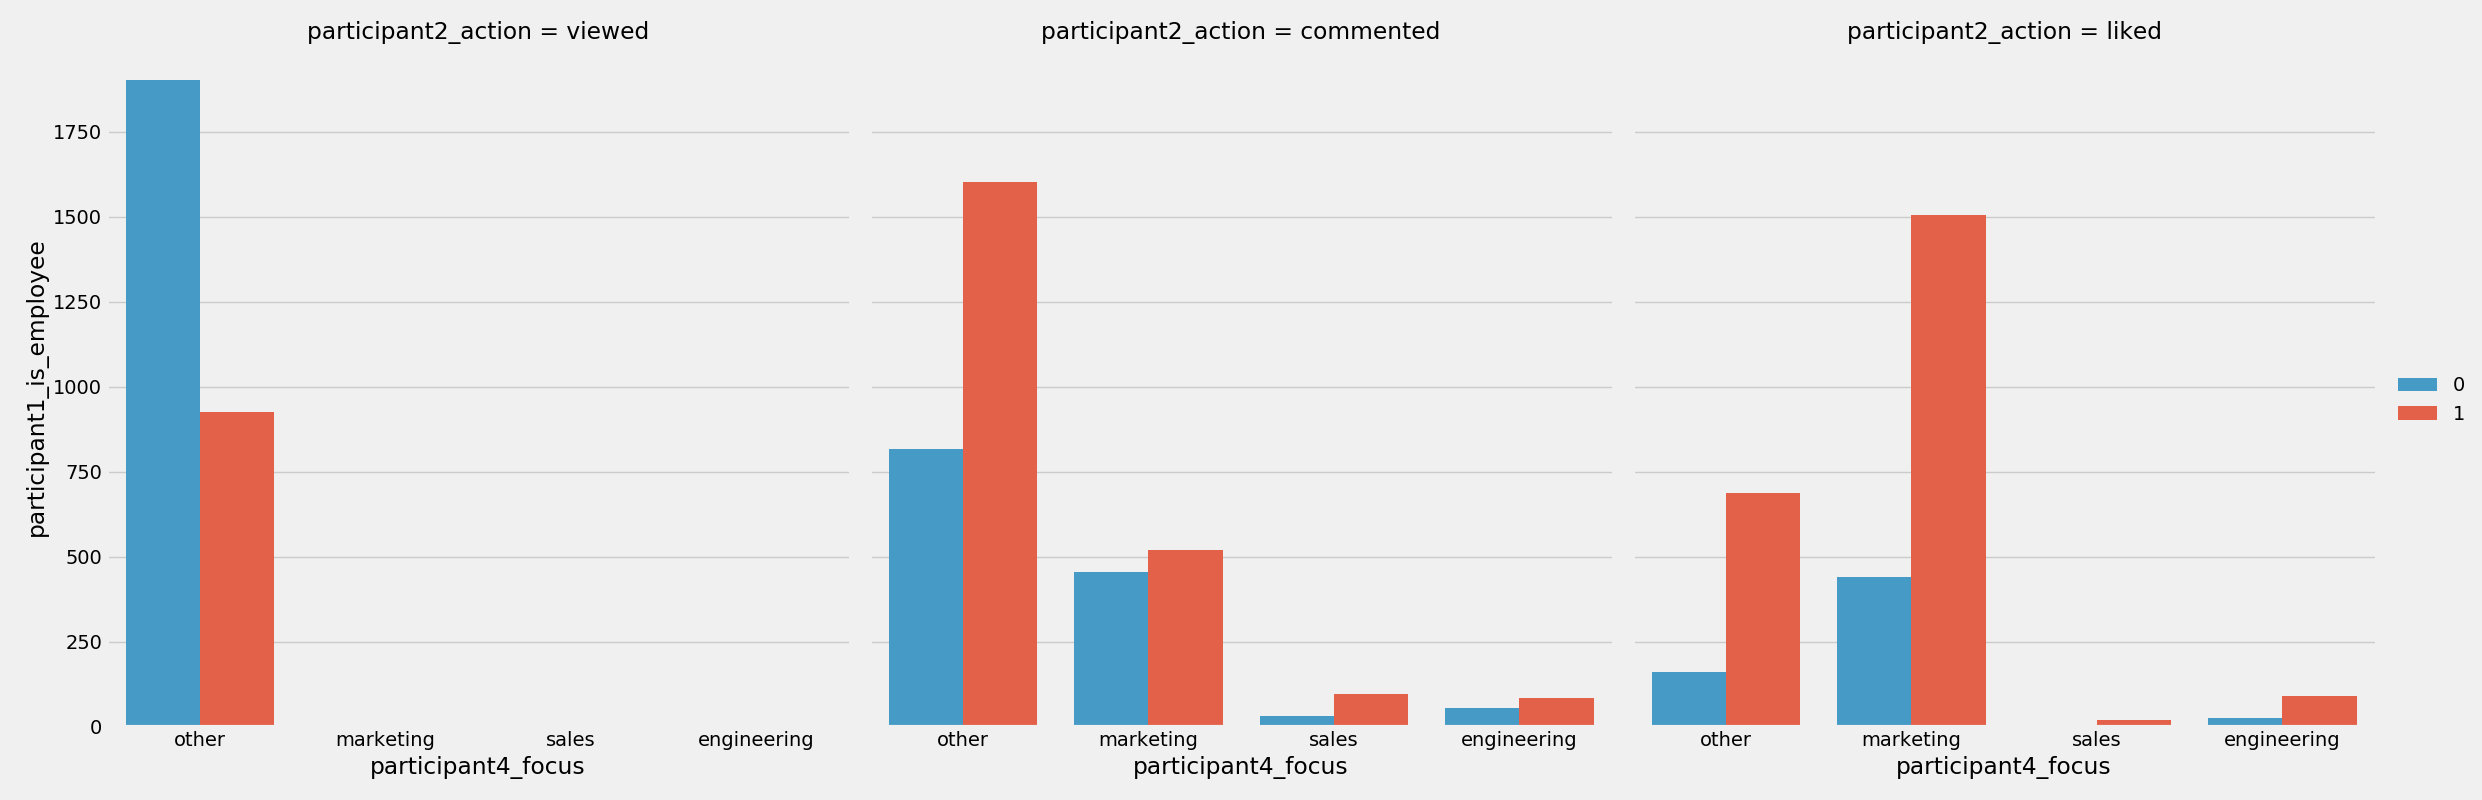 participant2_action = viewed
participant2_action = commented
participant2_action = liked
participant1_is_employee
1750
1500
1250
1000
750
500
250
0
other marketing sales engineering
participant4_focus
other marketing sales engineering
participant4_focus
other marketing sales engineering
participant4_focus
0
1